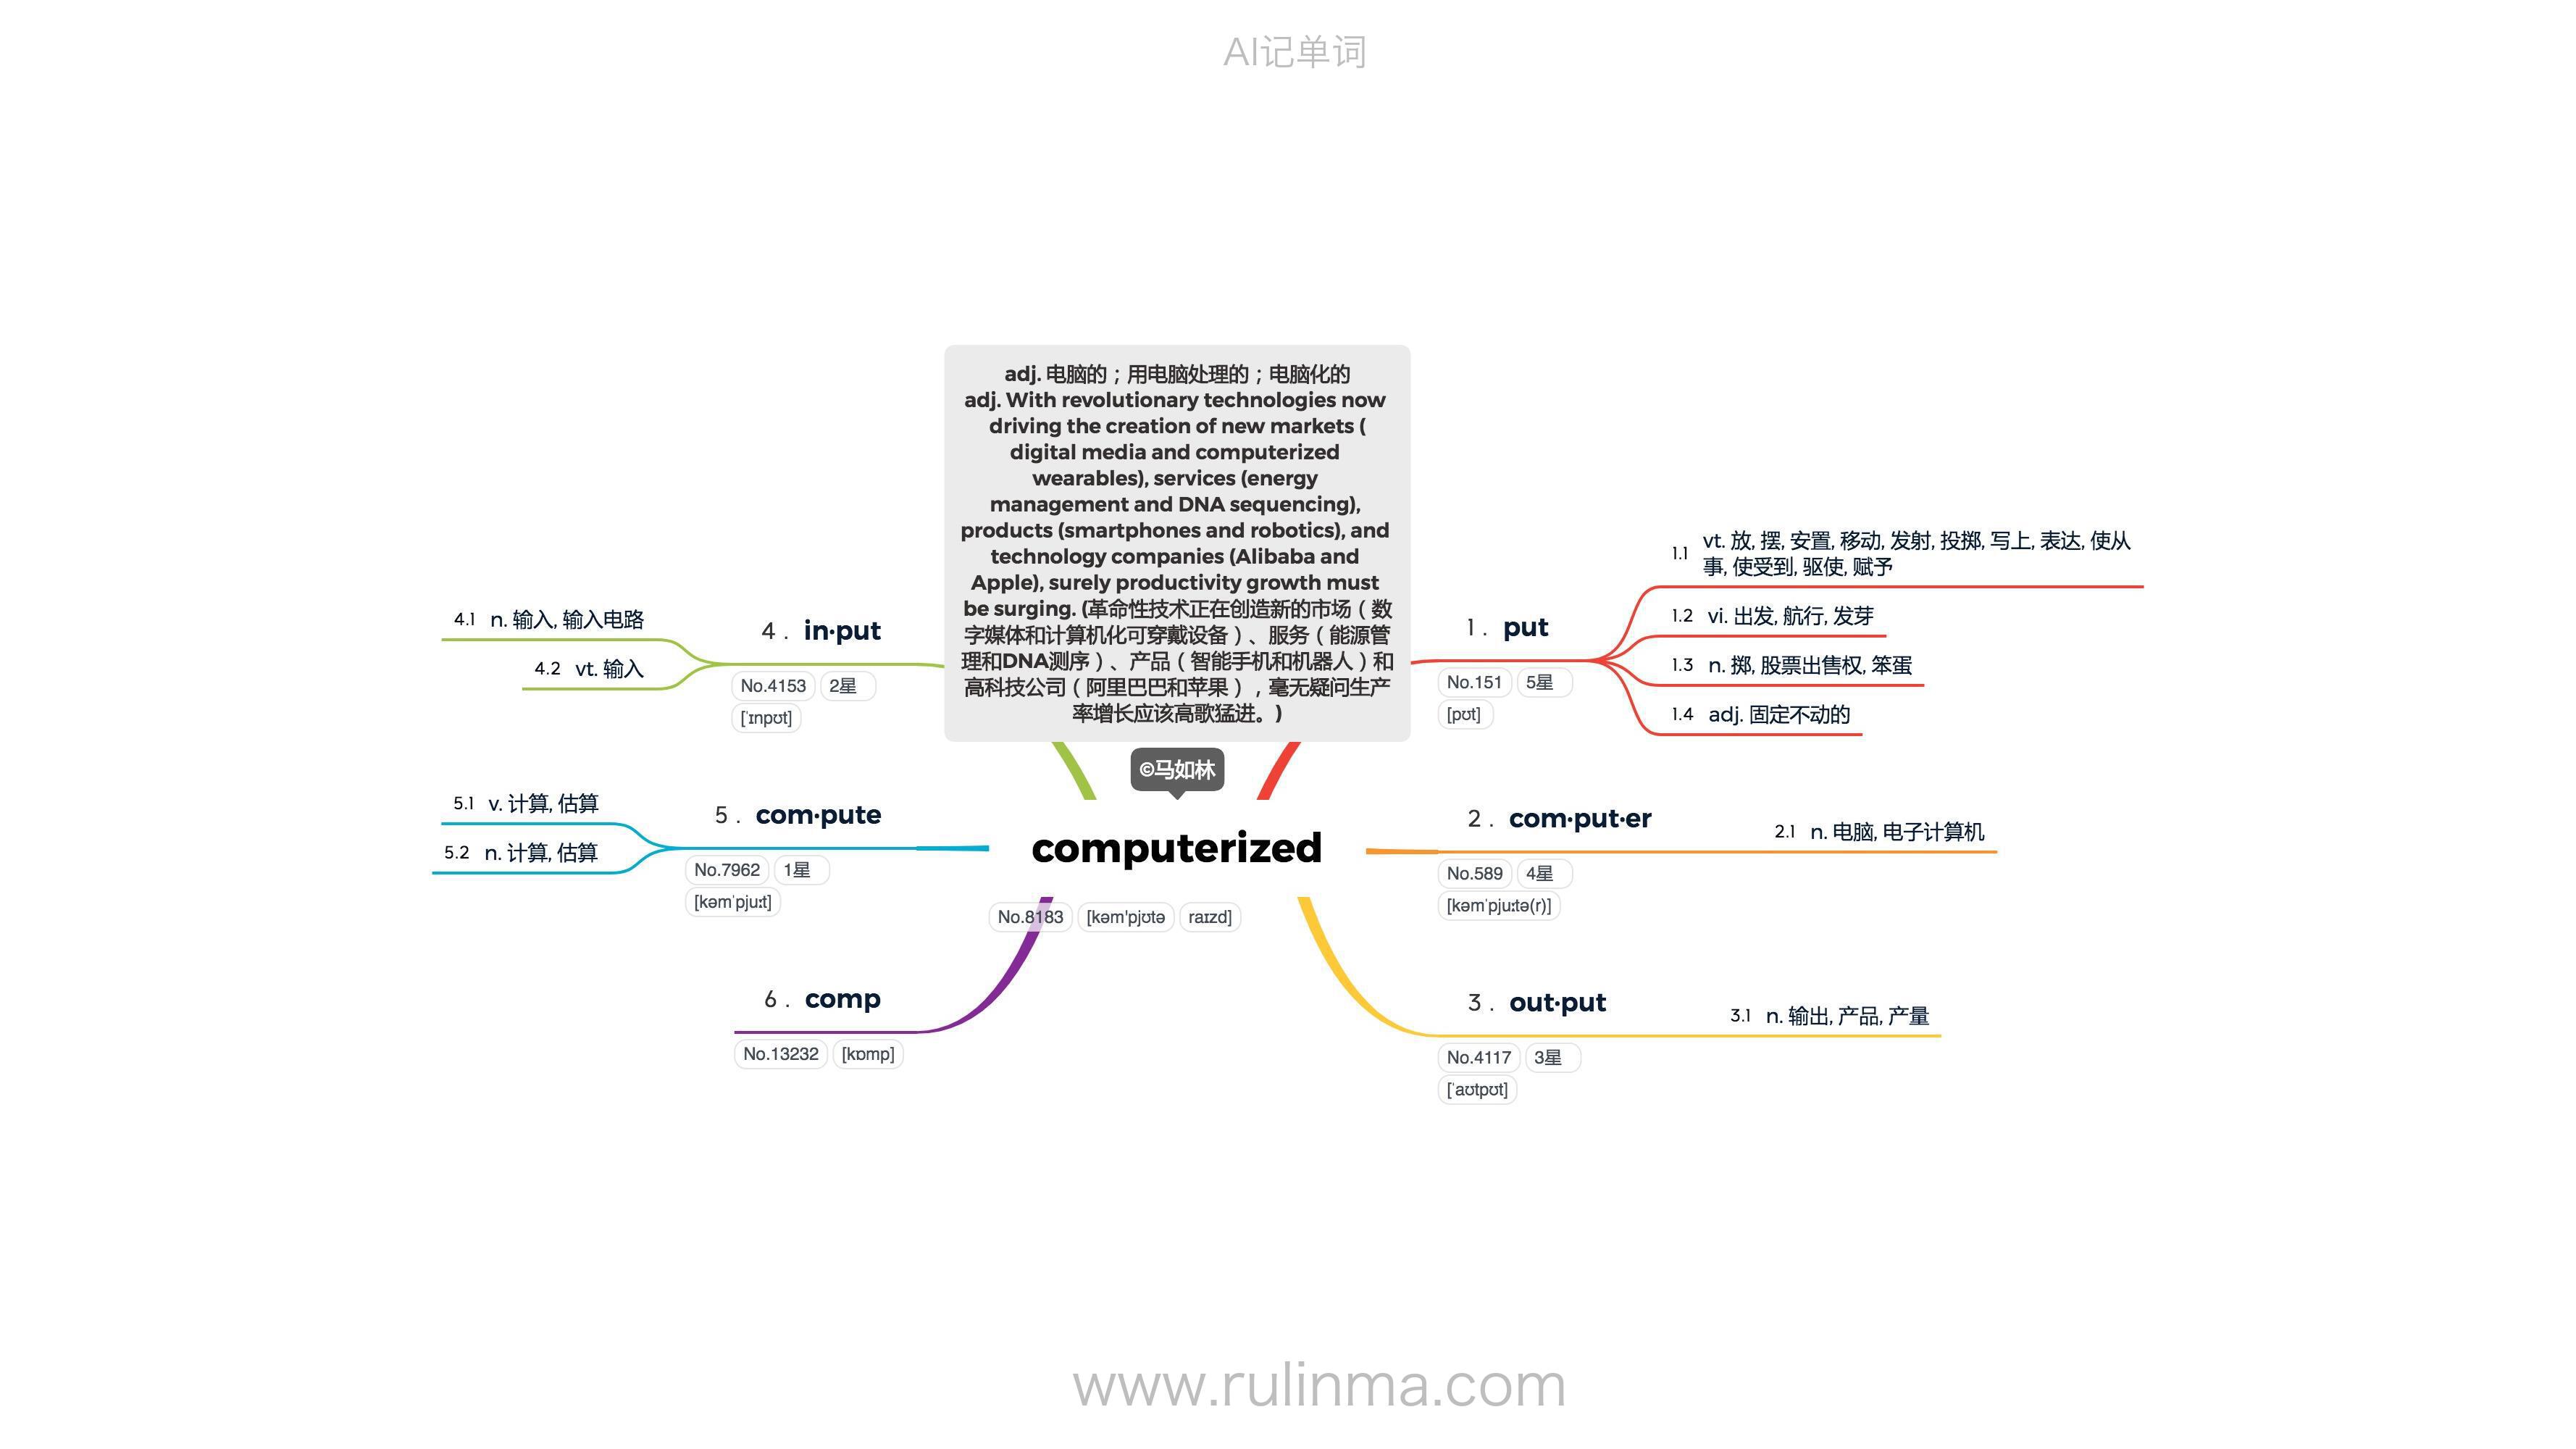 AI记单词
adj. 电脑的；用电脑处理的；电脑化的
adj. With revolutionary technologies now
driving the creation of new markets (
digital media and computerized
wearables), services (energy
management and DNA sequencing),
products (smartphones and robotics), and
technology companies (Alibaba and
Apple), surely productivity growth must
be surging. (革命性技术正在创造新的市场（数
字媒体和计算机化可穿戴设备）、服务（能源管
理和DNA测序）、产品（智能手机和机器人）和
高科技公司（阿里巴巴和苹果），毫无疑问生产
率增长应该高歌猛进。)
©马如林
computerized
No.8183 [kəm'pjʊtə raɪzd]
1. put
No.151 5星
[pʊt]
1.1 vt. 放, 摆, 安置, 移动, 发射, 投掷, 写上, 表达, 使从
事, 使受到, 驱使, 赋予
1.2 vi. 出发, 航行, 发芽
1.3 n. 掷, 股票出售权, 笨蛋
1.4 adj. 固定不动的
2. com·put·er
No.589 4星
[kəmˈpjuːtə(r)]
2.1 n. 电脑, 电子计算机
3. out·put
No.4117 3星
[ˈaʊtpʊt]
3.1 n. 输出, 产品, 产量
4. in·put
No.4153 2星
[ˈɪnpʊt]
4.1 n. 输入, 输入电路
4.2 vt. 输入
5. com·pute
No.7962 1星
[kəmˈpjuːt]
5.1 v. 计算, 估算
5.2 n. 计算, 估算
6. comp
No.13232 [kɒmp]
www.rulinma.com